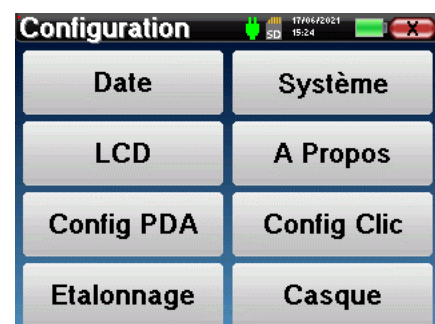 Configuration SD 17/06/2021 15:24 X
Date Système
LCD A Propos
Config PDA Config Clic
Etalonnage Casque